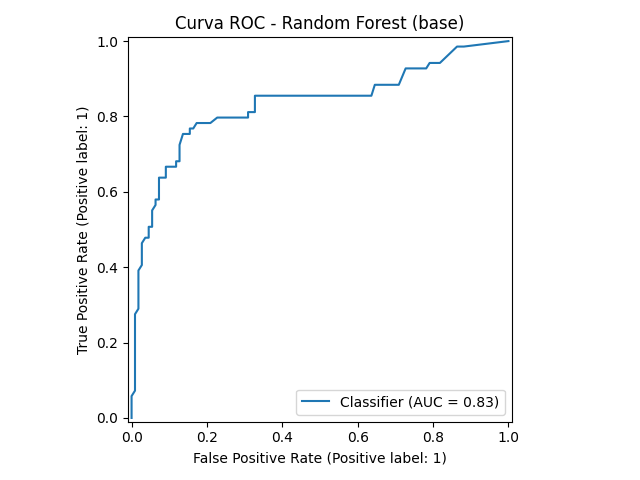 Curva ROC - Random Forest (base)
True Positive Rate (Positive label: 1)
1.0
0.8
0.6
0.4
0.2
0.0
Classifier (AUC = 0.83)
0.0 0.2 0.4 0.6 0.8 1.0
False Positive Rate (Positive label: 1)